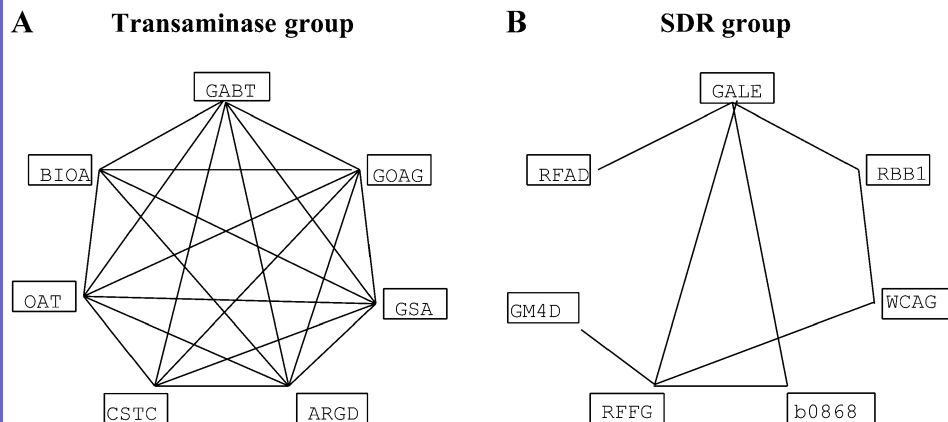 A Transaminase group
B SDR group
GABT
GALE
BIOA
GOAG
RFAD
RBB1
OAT
GSA
GM4D
WCAG
CSTC
ARGD
RFFG
b0868